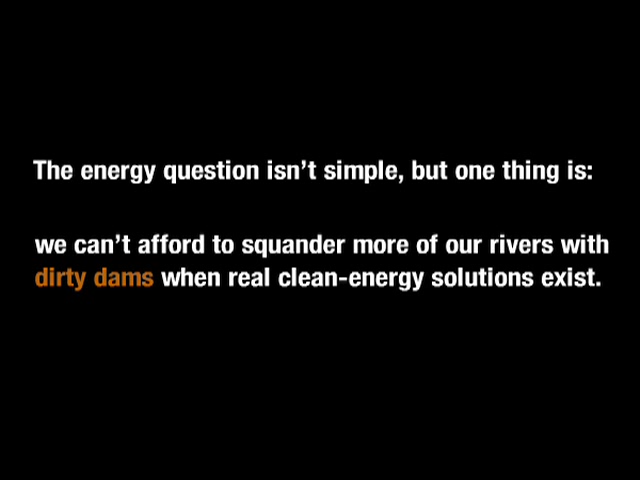 The energy question isn't simple, but one thing is:
we can't afford to squander more of our rivers with
dirty dams when real clean-energy solutions exist.